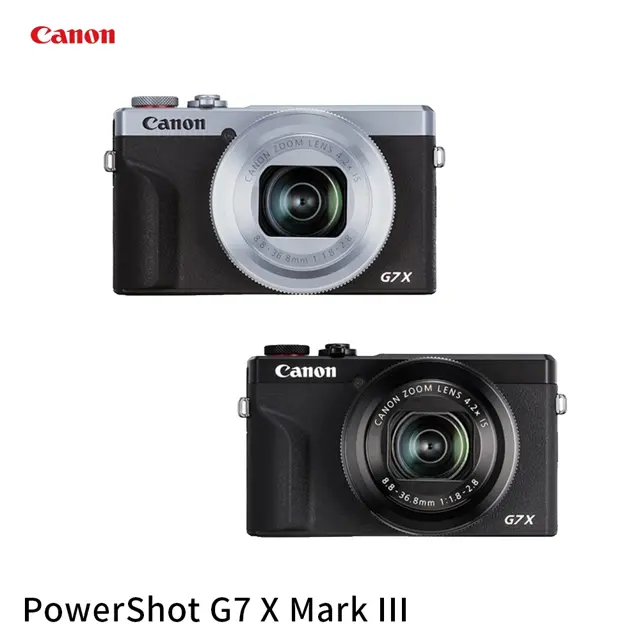 Canon
Canon
CANON ZOOM LENS 4.2x IS
8.8-36.8mm 1:1.8-2.8
G7X
Canon
CANON ZOOM LENS 4.2x IS
8.8-36.8mm 1:1.8-2.8
G7X
PowerShot G7 X Mark III